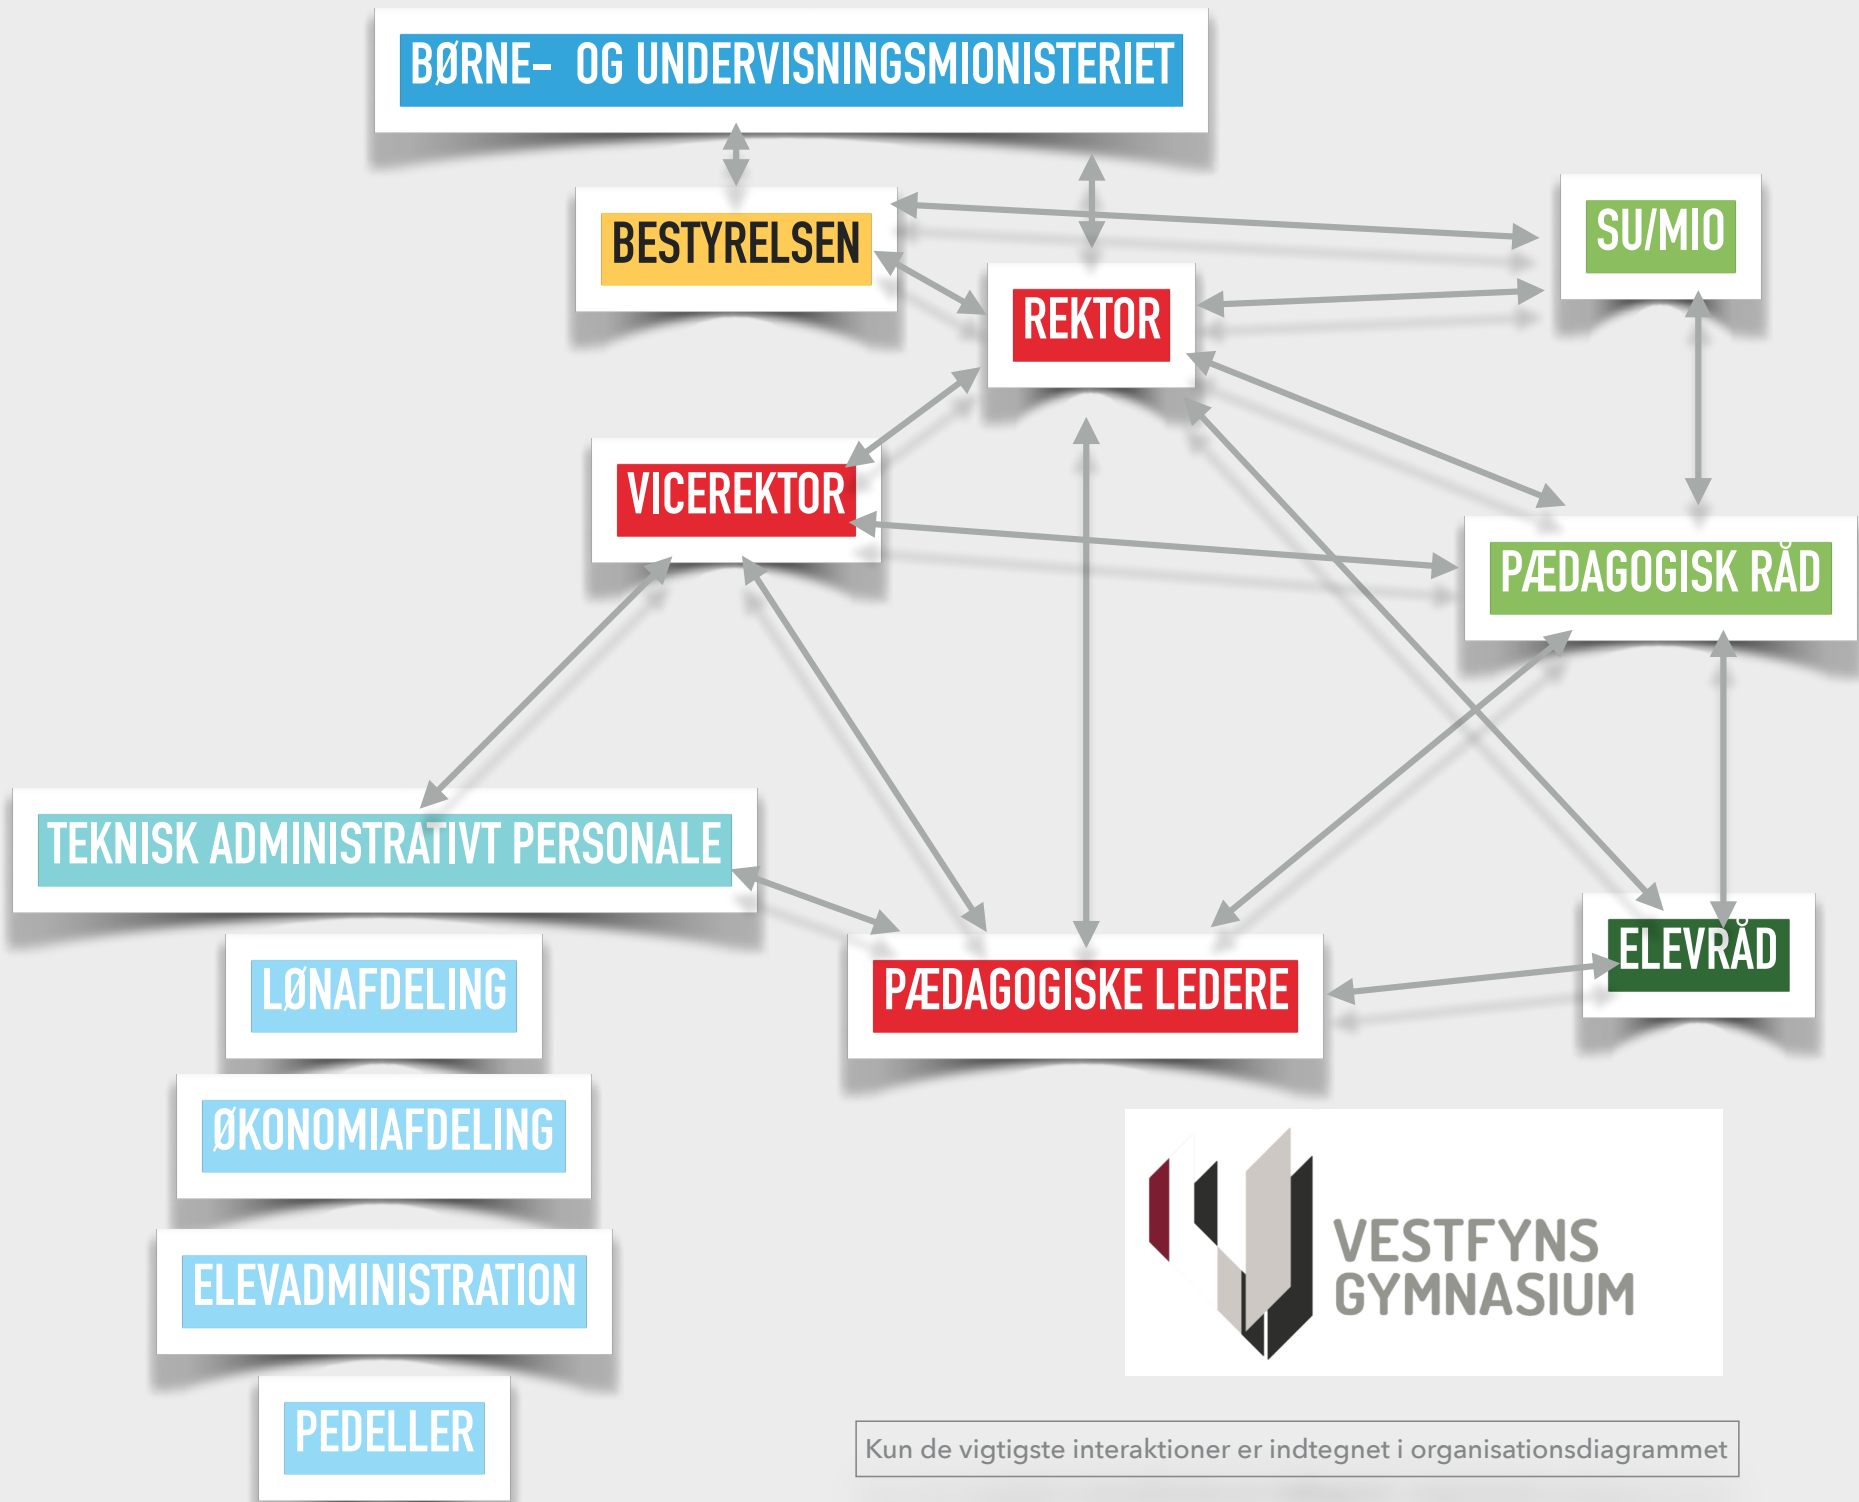 BØRNE- OG UNDERVISNINGSMIONISTERIET
BESTYRELSEN
SU/MIO
REKTOR
VICEREKTOR
PÆDAGOGISK RÅD
TEKNISK ADMINISTRATIVT PERSONALE
LØNAFDELING
PÆDAGOGISKE LEDERE
ELEVRÅD
ØKONOMIAFDELING
ELEVADMINISTRATION
VESTFYNS
GYMNASIUM
PEDELLER
Kun de vigtigste interaktioner er indtegnet i organisationsdiagrammet